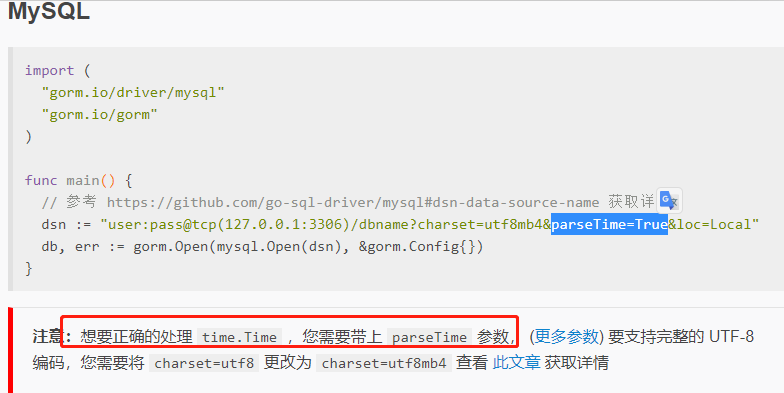 MySQL
import (
"gorm.io/driver/mysql"
"gorm.io/gorm"
)
func main() {
// 参考 https://github.com/go-sql-driver/mysql#dsn-data-source-name 获取详
dsn := "user:pass@tcp(127.0.0.1:3306)/dbname?charset=utf8mb4&parseTime=True&loc=Local"
db, err := gorm.Open(mysql.Open(dsn), &gorm.Config{})
}
注意：想要正确的处理 time.Time ，您需要带上 parseTime 参数， (更多参数) 要支持完整的 UTF-8
编码，您需要将 charset=utf8 更改为 charset=utf8mb4 查看 此文章 获取详情